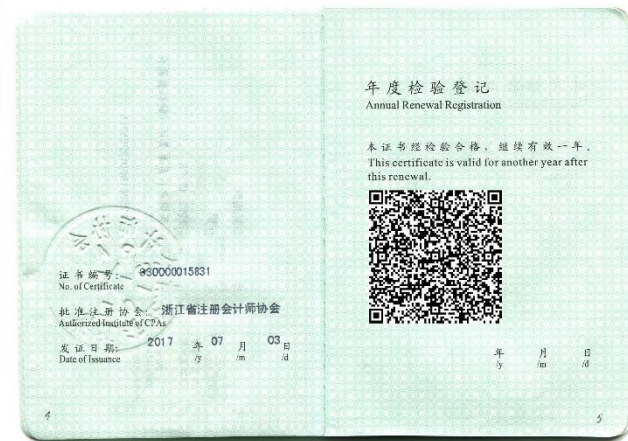 证书编号: 330000015831
No. of Certificate
批准注册协会: 浙江省注册会计师协会
Authorized Institute of CPAs
发证日期: 2017 年 07 月 03 日
Date of Issuance /y /m /d
4
年度检验登记
Annual Renewal Registration
本证书经检验合格，继续有效一年。
This certificate is valid for another year after
this renewal.
年 月 日
/y /m /d
5